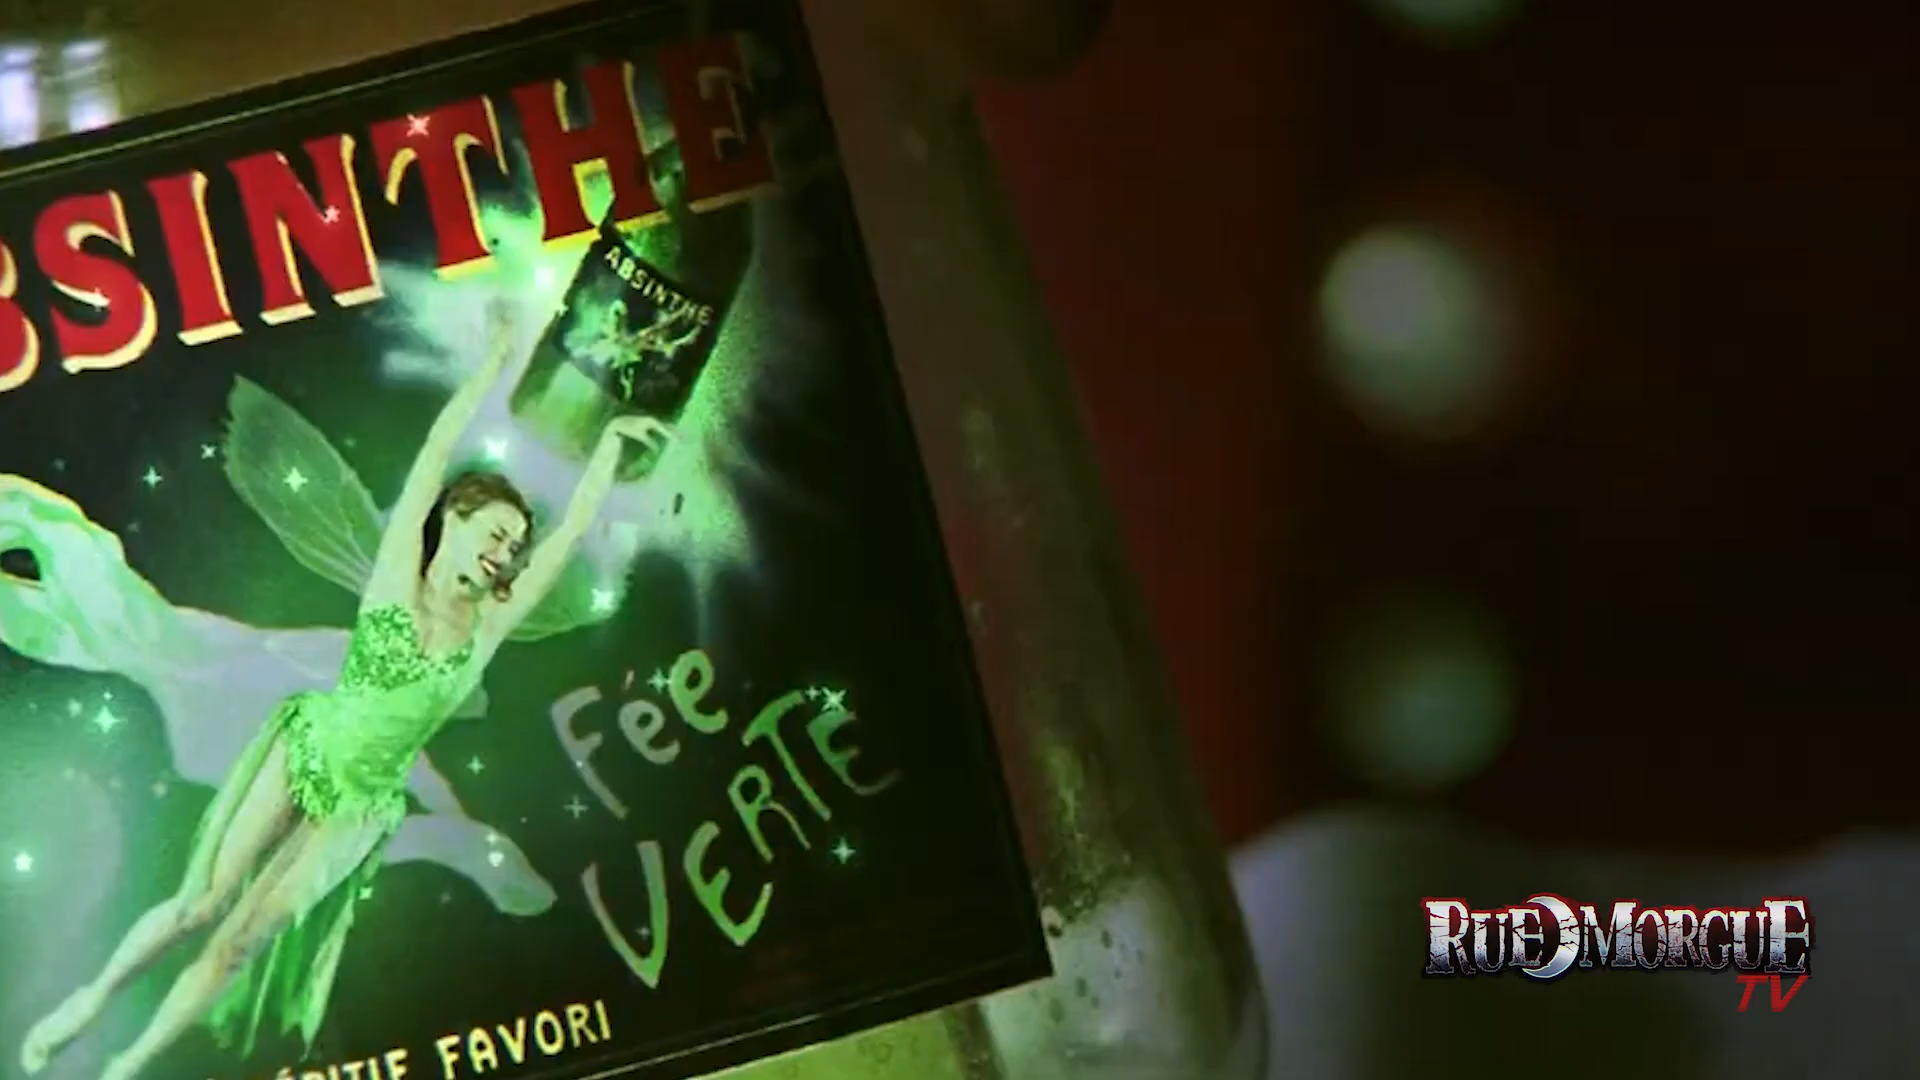 BSINTHE
ABSINTHE
Fée
VERTE
FAVORI
RUE MORGUE
TV